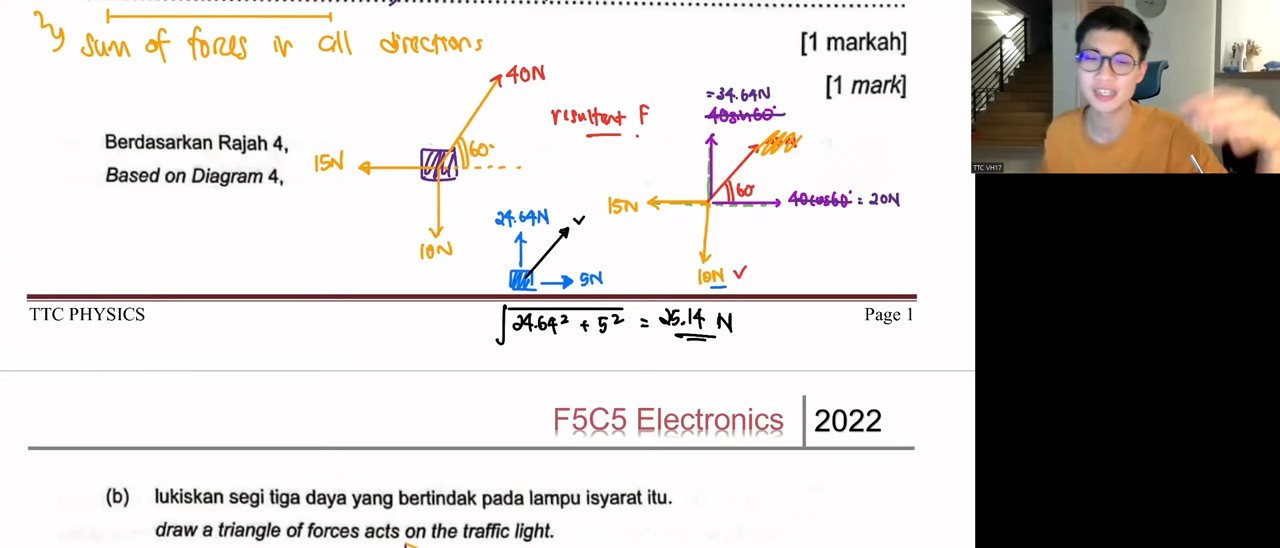 Sum of forces in all directions
[1 markah]
[1 mark]
40N
resultant F
= 34.64N
40sin60°
Berdasarkan Rajah 4,
Based on Diagram 4,
15N
60°
60
15N
40cos60° = 20N
10N
24.64N
5N
10N
TTC VH17
TTC PHYSICS
Page 1
√24.64² + 5² = 25.14 N
F5C5 Electronics 2022
(b) lukiskan segi tiga daya yang bertindak pada lampu isyarat itu.
draw a triangle of forces acts on the traffic light.